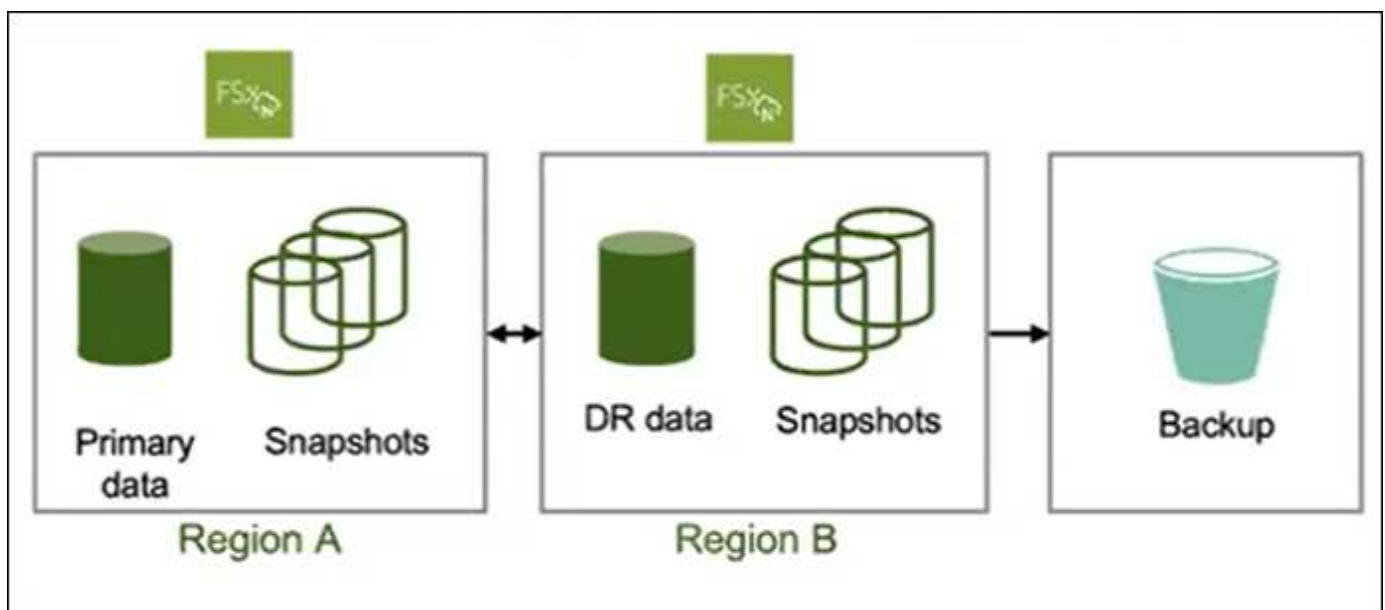 FSx
N
FSx
N
Primary
data
Snapshots
Region A
DR data
Snapshots
Region B
Backup